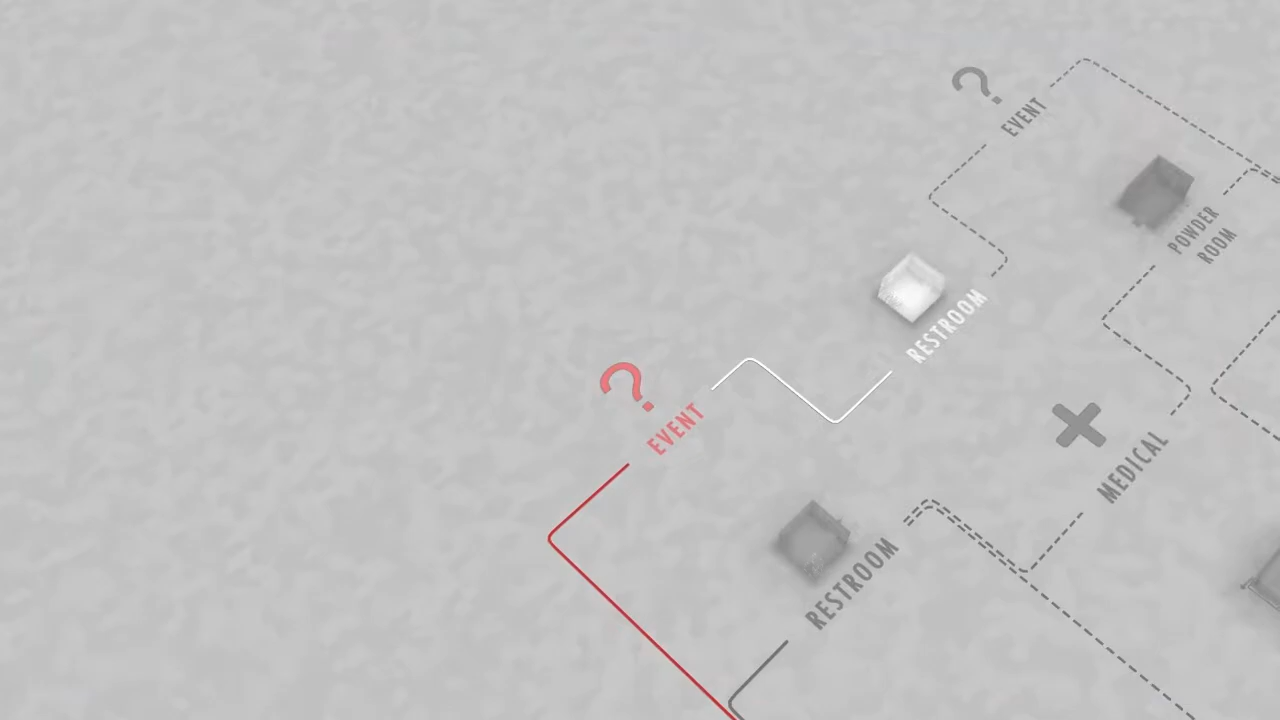 ?
EVENT
POWDER
ROOM
RESTROOM
?
EVENT
MEDICAL
RESTROOM